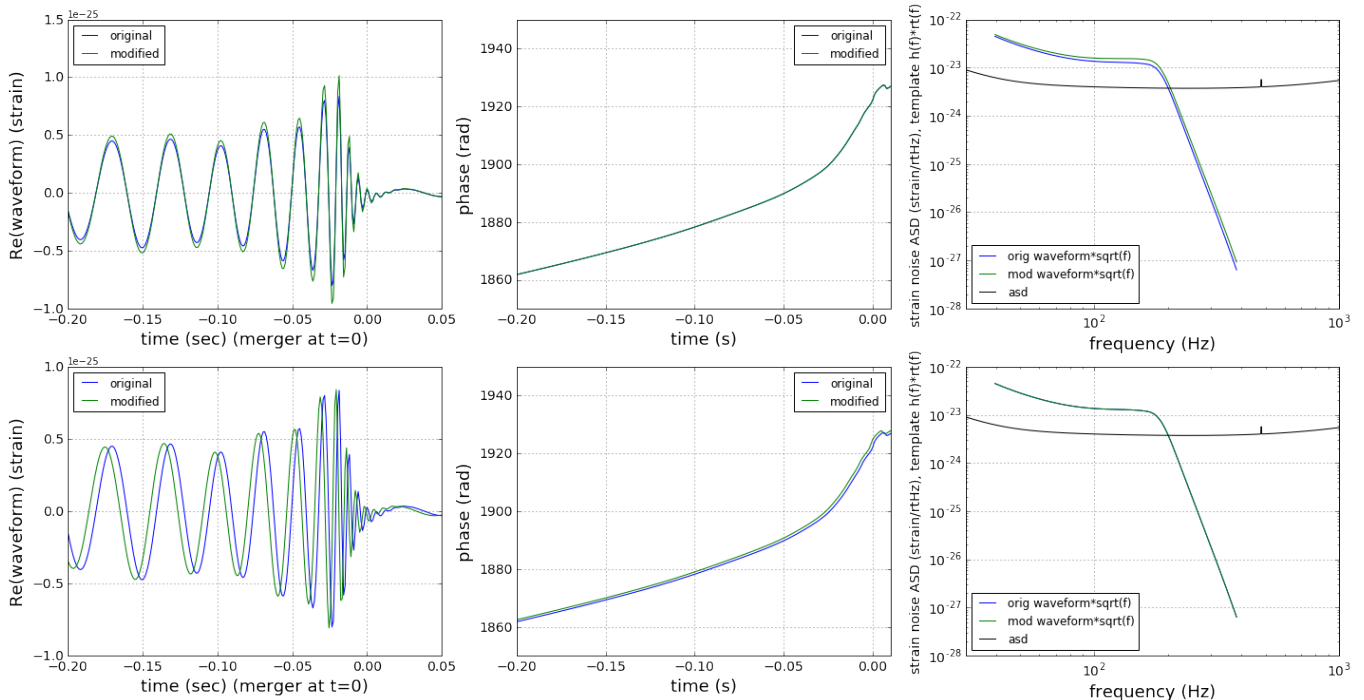 1e−25
1.5
1.0
0.5
0.0
−0.5
−1.0
Re(waveform) (strain)
original
modified
−0.20 −0.15 −0.10 −0.05 0.00 0.05
time (sec) (merger at t=0)
1940
1920
1900
1880
1860
phase (rad)
original
modified
−0.20 −0.15 −0.10 −0.05 0.00
time (s)
10^-22
10^-23
10^-24
10^-25
10^-26
10^-27
10^-28
strain noise ASD (strain/rtHz), template h(f)*rt(f)
orig waveform*sqrt(f)
mod waveform*sqrt(f)
asd
10^2 10^3
frequency (Hz)
1e−25
1.0
0.5
0.0
−0.5
−1.0
Re(waveform) (strain)
original
modified
−0.20 −0.15 −0.10 −0.05 0.00 0.05
time (sec) (merger at t=0)
1940
1920
1900
1880
1860
phase (rad)
original
modified
−0.20 −0.15 −0.10 −0.05 0.00
time (s)
10^-22
10^-23
10^-24
10^-25
10^-26
10^-27
10^-28
strain noise ASD (strain/rtHz), template h(f)*rt(f)
orig waveform*sqrt(f)
mod waveform*sqrt(f)
asd
10^2 10^3
frequency (Hz)